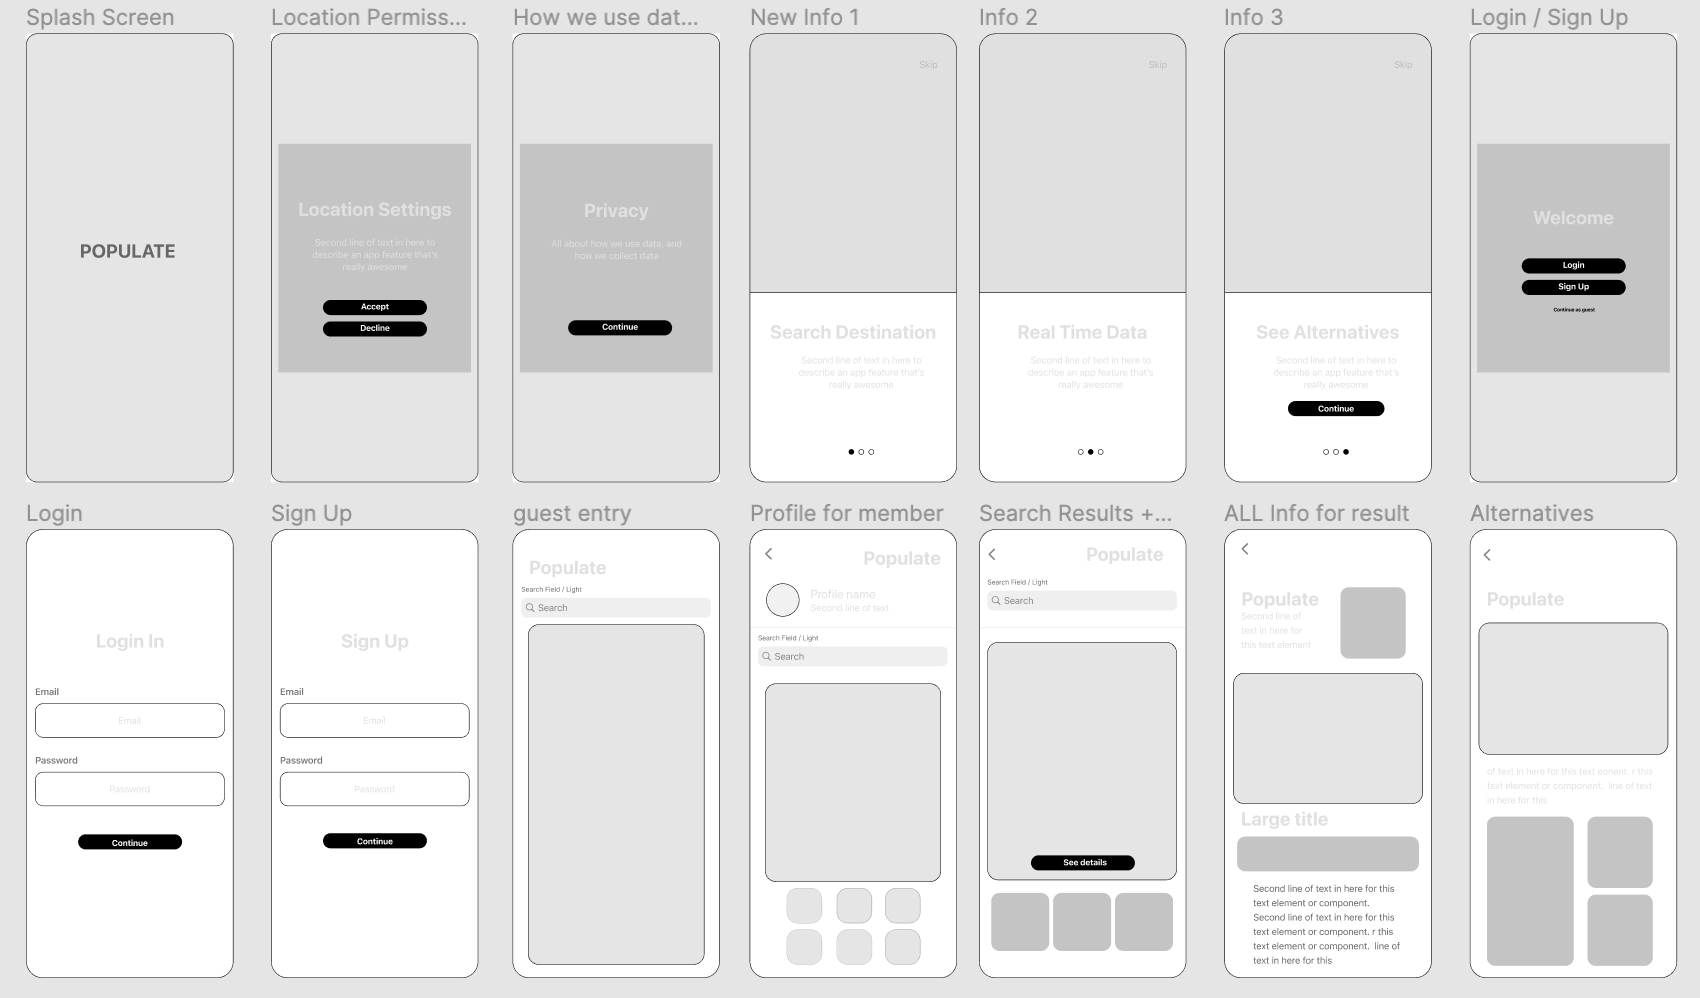 Splash Screen
Location Permiss...
How we use dat...
New Info 1
Info 2
Info 3
Login / Sign Up
POPULATE
Location Settings
Second line of text in here to
describe an app feature that's
really awesome
Accept
Decline
Privacy
All about how we use data, and
how we collect data
Continue
Skip
Search Destination
Second line of text in here to
describe an app feature that's
really awesome
Skip
Real Time Data
Second line of text in here to
describe an app feature that's
really awesome
Skip
See Alternatives
Second line of text in here to
describe an app feature that's
really awesome
Continue
Welcome
Login
Sign Up
Continue as guest
Login
Sign Up
guest entry
Profile for member
Search Results +...
ALL Info for result
Alternatives
Login In
Email
Email
Password
Password
Continue
Sign Up
Email
Email
Password
Password
Continue
Populate
Search Field / Light
Search
Populate
Profile name
Second line of text
Search Field / Light
Search
Populate
Search Field / Light
Search
See details
Populate
Second line of
text in here for
this text element
Large title
Second line of text in here for this
text element or component.
Second line of text in here for this
text element or component. r this
text element or component. line of
text in here for this
Populate
of text in here for this text eonent. r this
text element or component. line of text
in here for this